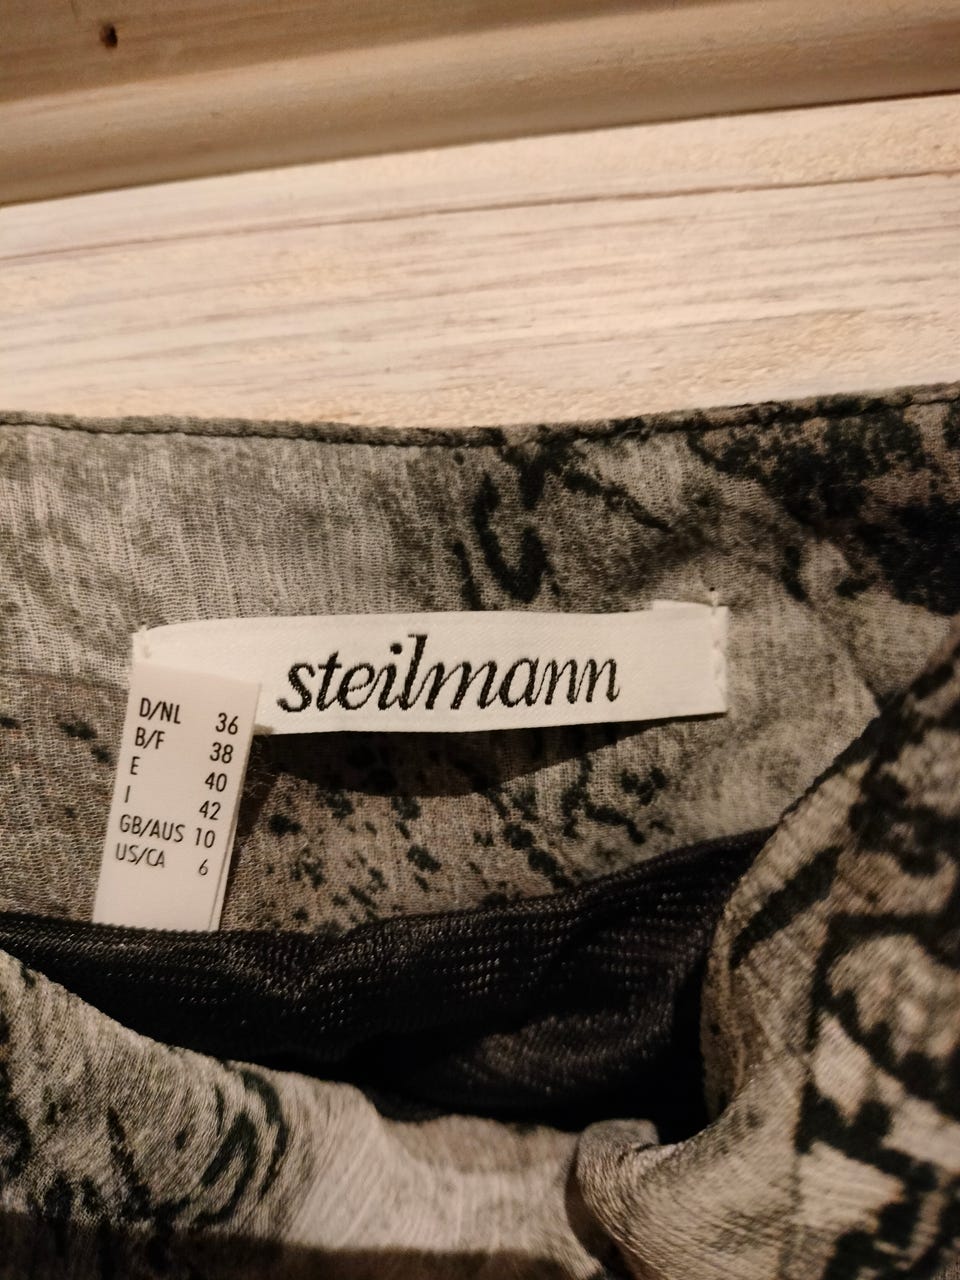 steilmann
D/NL 36
B/F 38
E 40
I 42
GB/AUS 10
US/CA 6